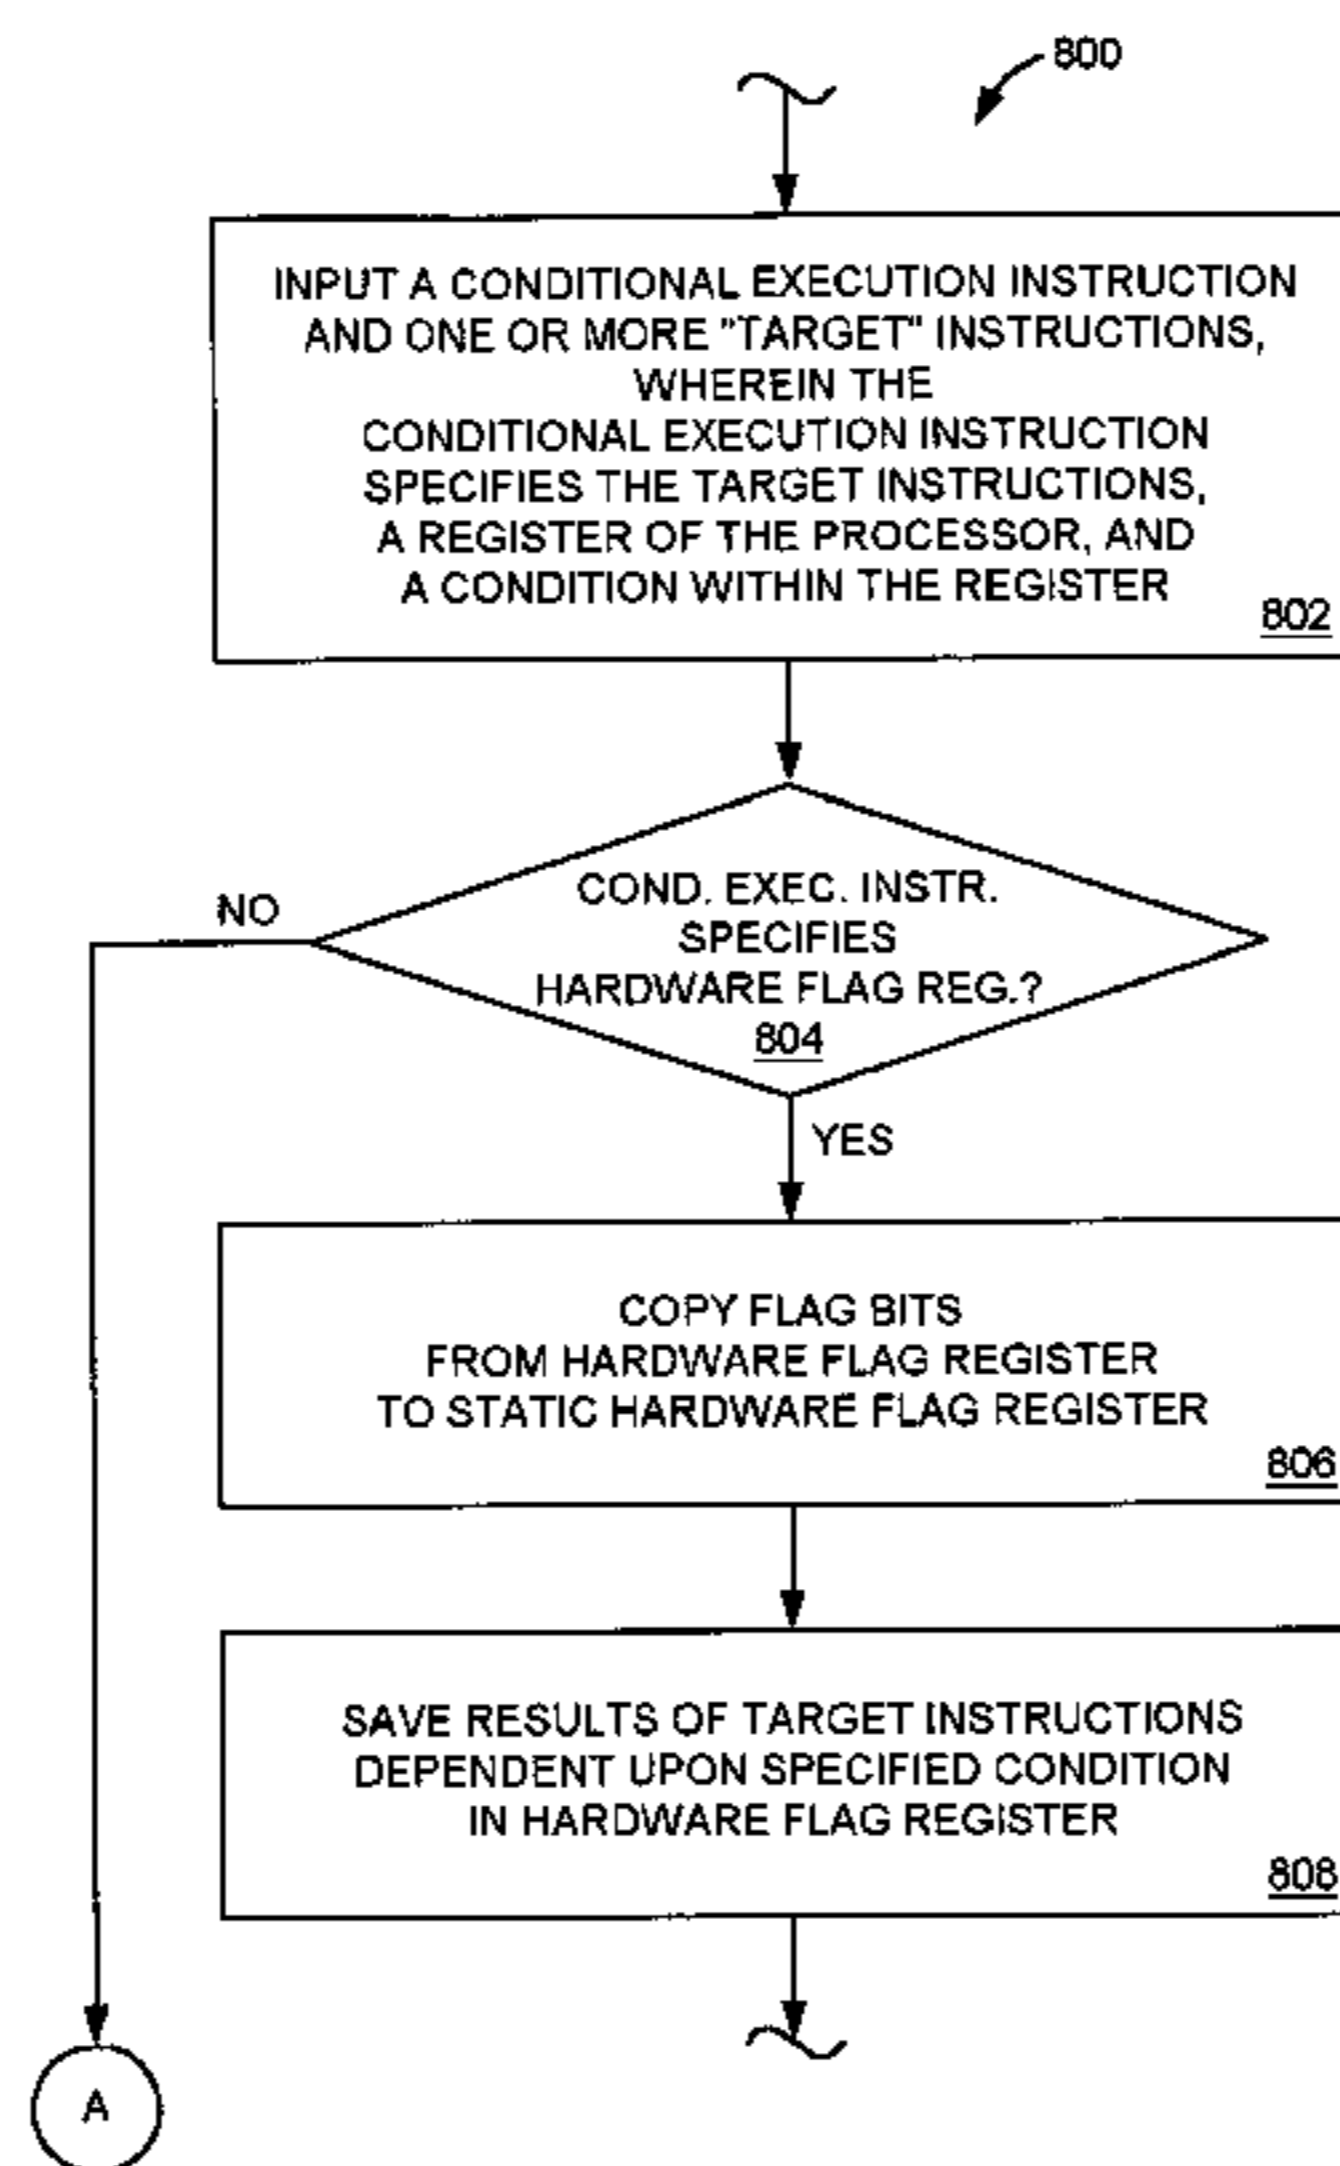 800
INPUT A CONDITIONAL EXECUTION INSTRUCTION
AND ONE OR MORE "TARGET" INSTRUCTIONS,
WHEREIN THE
CONDITIONAL EXECUTION INSTRUCTION
SPECIFIES THE TARGET INSTRUCTIONS,
A REGISTER OF THE PROCESSOR, AND
A CONDITION WITHIN THE REGISTER
802
NO
COND. EXEC. INSTR.
SPECIFIES
HARDWARE FLAG REG.?
804
YES
COPY FLAG BITS
FROM HARDWARE FLAG REGISTER
TO STATIC HARDWARE FLAG REGISTER
806
SAVE RESULTS OF TARGET INSTRUCTIONS
DEPENDENT UPON SPECIFIED CONDITION
IN HARDWARE FLAG REGISTER
808
A